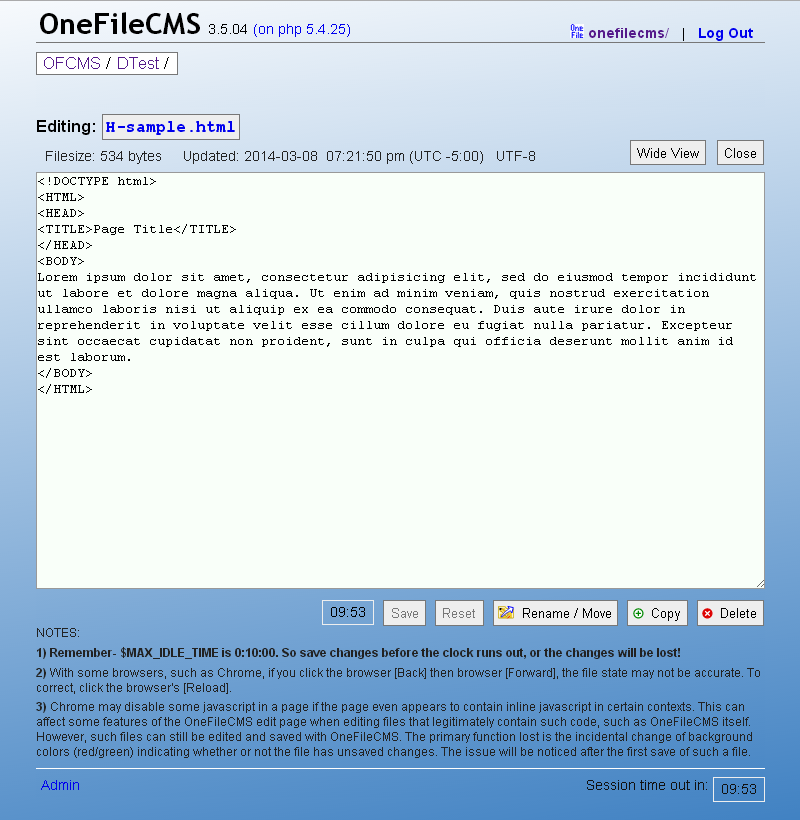 OneFileCMS 3.5.04 (on php 5.4.25)
One File onefilecms/ | Log Out
OFCMS / DTest /
Editing: H-sample.html
Filesize: 534 bytes Updated: 2014-03-08 07:21:50 pm (UTC -5:00) UTF-8
Wide View Close
<!DOCTYPE html>
<HTML>
<HEAD>
<TITLE>Page Title</TITLE>
</HEAD>
<BODY>
Lorem ipsum dolor sit amet, consectetur adipisicing elit, sed do eiusmod tempor incididunt
ut labore et dolore magna aliqua. Ut enim ad minim veniam, quis nostrud exercitation
ullamco laboris nisi ut aliquip ex ea commodo consequat. Duis aute irure dolor in
reprehenderit in voluptate velit esse cillum dolore eu fugiat nulla pariatur. Excepteur
sint occaecat cupidatat non proident, sunt in culpa qui officia deserunt mollit anim id
est laborum.
</BODY>
</HTML>
09:53 Save Reset Rename / Move Copy Delete
NOTES:
1) Remember- $MAX_IDLE_TIME is 0:10:00. So save changes before the clock runs out, or the changes will be lost!
2) With some browsers, such as Chrome, if you click the browser [Back] then browser [Forward], the file state may not be accurate. To
correct, click the browser's [Reload].
3) Chrome may disable some javascript in a page if the page even appears to contain inline javascript in certain contexts. This can
affect some features of the OneFileCMS edit page when editing files that legitimately contain such code, such as OneFileCMS itself.
However, such files can still be edited and saved with OneFileCMS. The primary function lost is the incidental change of background
colors (red/green) indicating whether or not the file has unsaved changes. The issue will be noticed after the first save of such a file.
Admin
Session time out in: 09:53